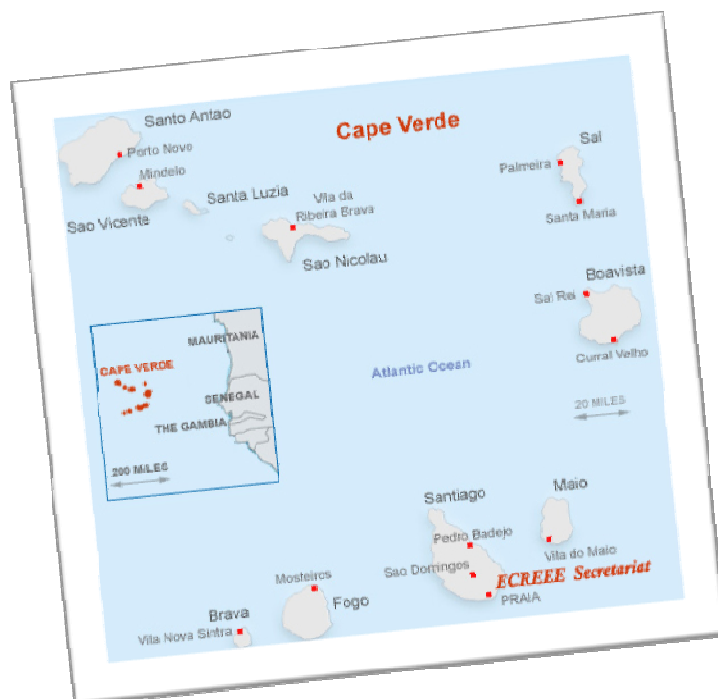 Cape Verde
Santo Antao
Porto Novo
Mindelo
Sao Vicente
Santa Luzia
Vila da
Ribeira Brava
Sao Nicolau
Sal
Palmeira
Santa Maria
Boavista
Sal Rei
Curral Velho
Atlantic Ocean
20 MILES
MAURITANIA
CAPE VERDE
SENEGAL
THE GAMBIA
200 MILES
Santiago
Pedro Badejo
Sao Domingos
PRAIA
ECREEE Secretariat
Maio
Vila do Maio
Mosteiros
Fogo
Brava
Vila Nova Sintra